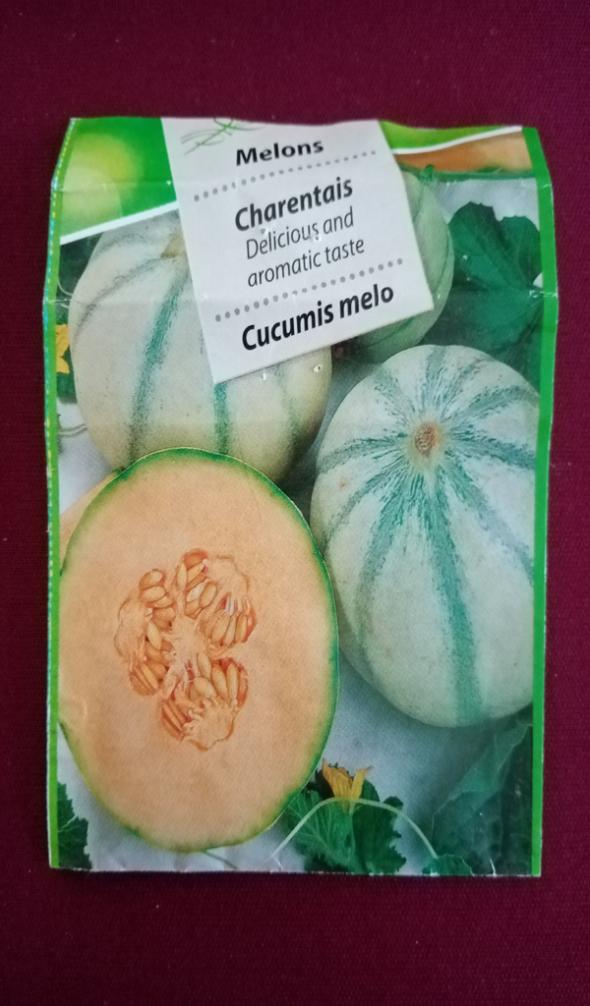 Melons
Charentais
Delicious and
aromatic taste
Cucumis melo